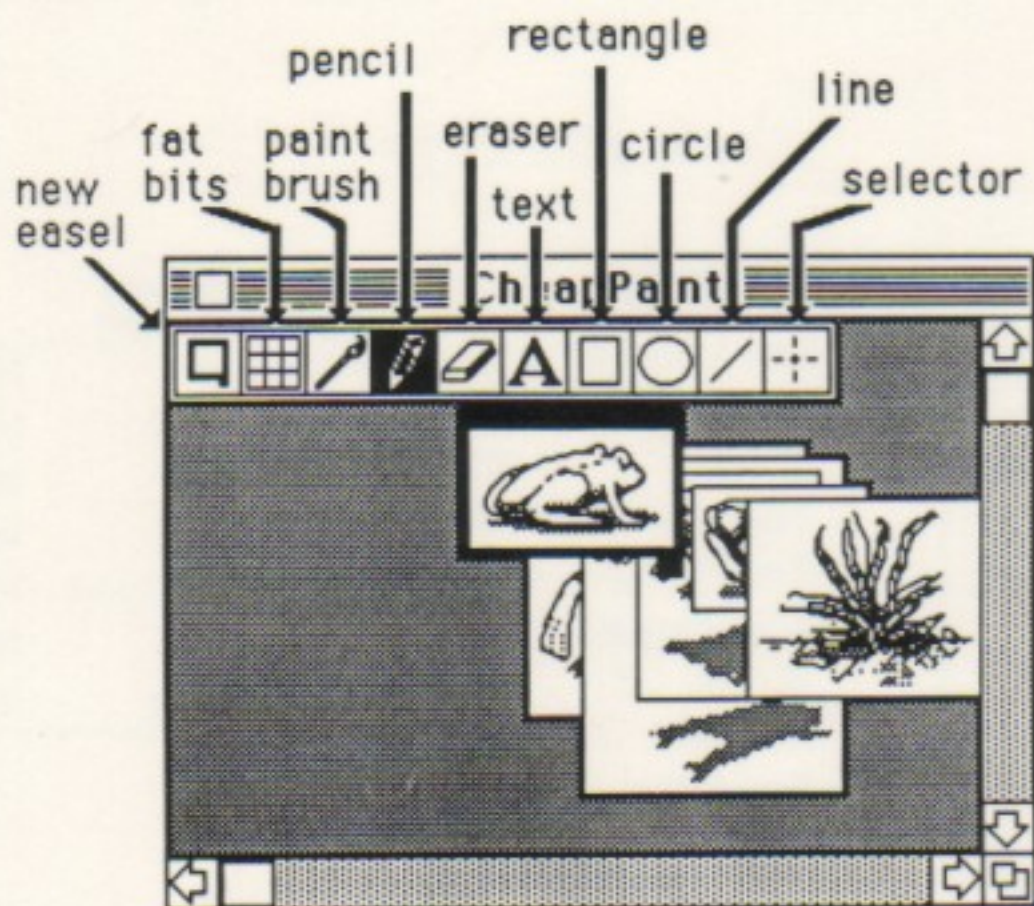 rectangle
pencil
line
fat
bits
paint
brush
eraser
circle
new
easel
text
selector
CheapPaint
A